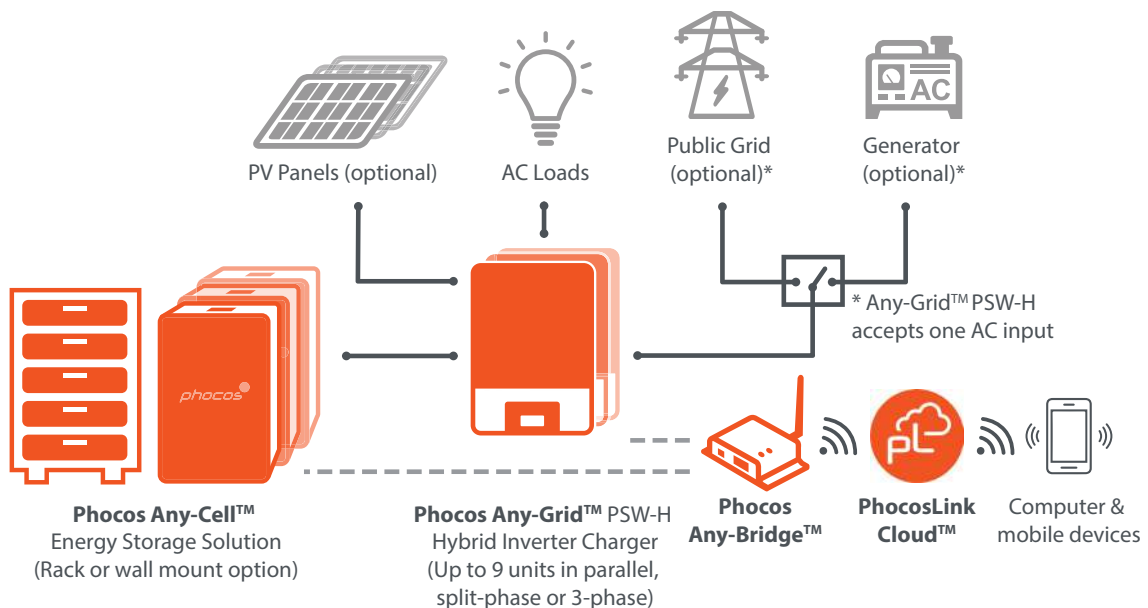 PV Panels (optional)
AC Loads
Public Grid
(optional)*
AC
Generator
(optional)*
* Any-Grid™ PSW-H
accepts one AC input
phocos
pL
Phocos Any-Cell™
Energy Storage Solution
(Rack or wall mount option)
Phocos Any-Grid™ PSW-H
Hybrid Inverter Charger
(Up to 9 units in parallel,
split-phase or 3-phase)
Phocos
Any-Bridge™
PhocosLink
Cloud™
Computer &
mobile devices